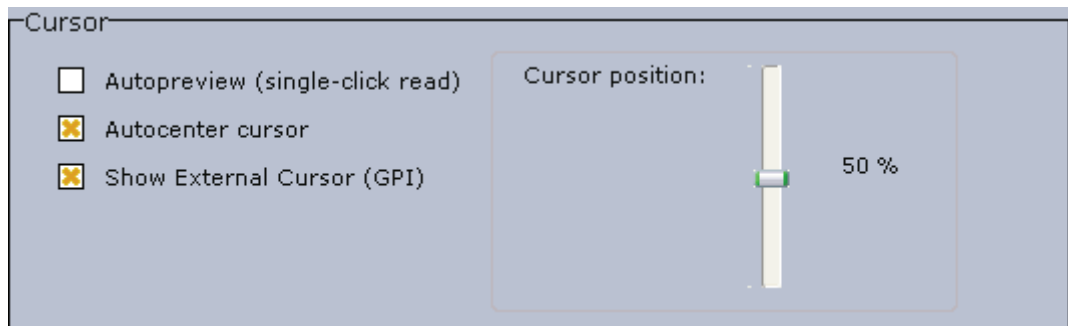 Cursor
Autopreview (single-click read)
Autocenter cursor
Show External Cursor (GPI)
Cursor position:
50 %